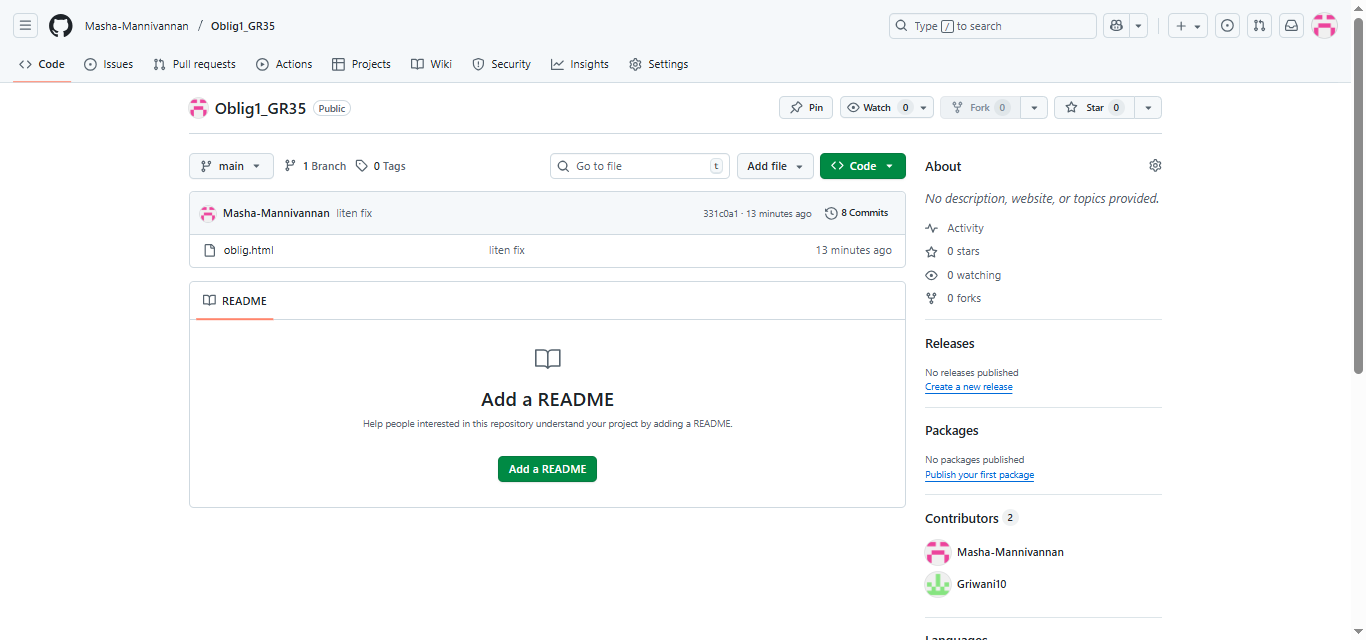 Masha-Mannivannan / Oblig1_GR35
Type / to search
Code Issues Pull requests Actions Projects Wiki Security Insights Settings
Oblig1_GR35 Public
Pin Watch 0 Fork 0 Star 0
main 1 Branch 0 Tags
Go to file t Add file Code
Masha-Mannivannan liten fix 331c0a1 · 13 minutes ago 8 Commits
oblig.html liten fix 13 minutes ago
README
Add a README
Help people interested in this repository understand your project by adding a README.
Add a README
About
No description, website, or topics provided.
Activity
0 stars
0 watching
0 forks
Releases
No releases published
Create a new release
Packages
No packages published
Publish your first package
Contributors 2
Masha-Mannivannan
Griwani10
Languages